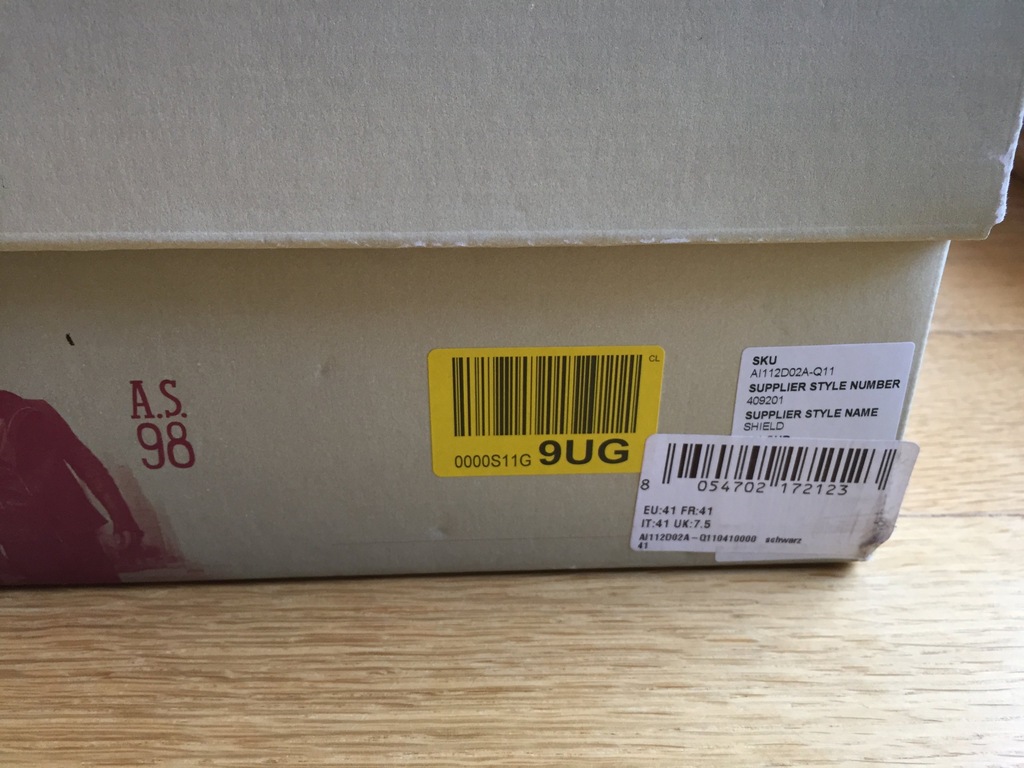 A.S.
98
CL
0000S11G 9UG
SKU
AI112D02A-Q11
SUPPLIER STYLE NUMBER
409201
SUPPLIER STYLE NAME
SHIELD
8 054702 172123
EU:41 FR:41
IT:41 UK:7.5
AI112D02A-Q110410000 schwarz
41